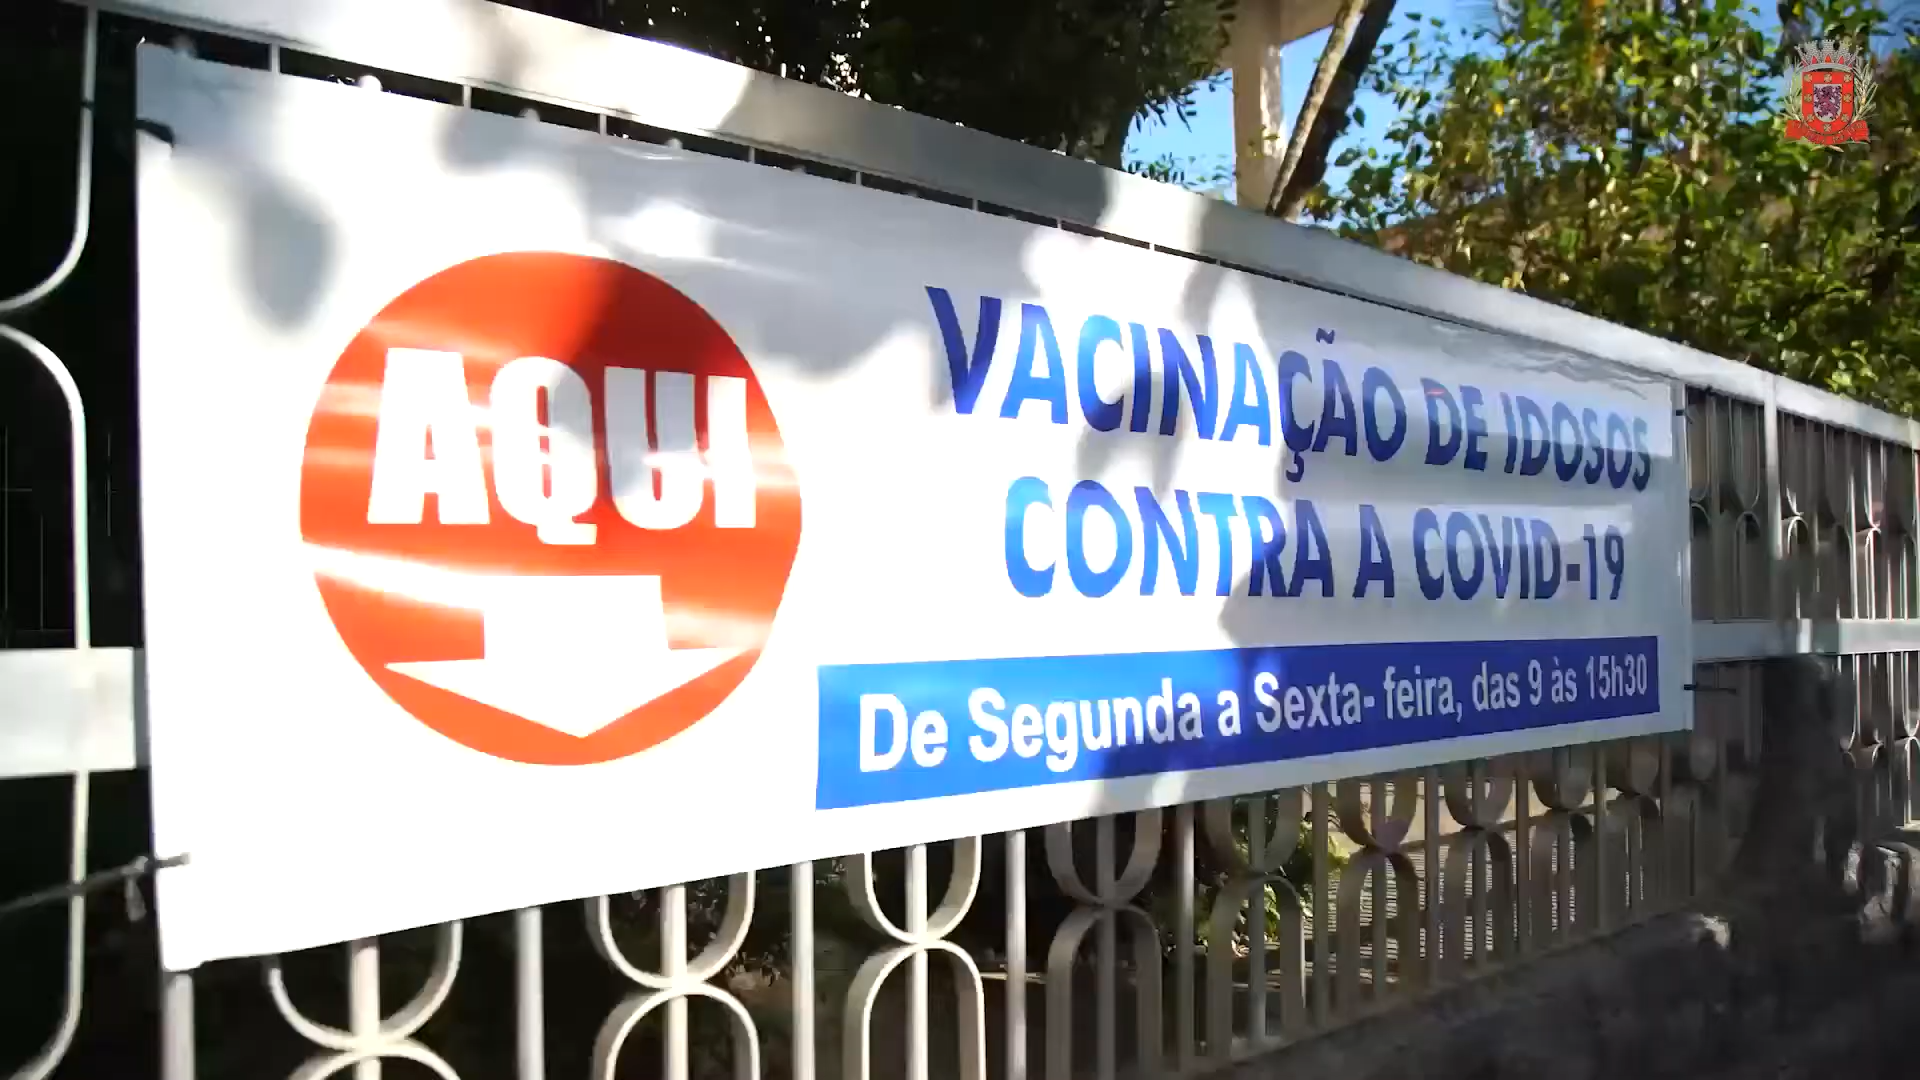 AQUI
VACINAÇÃO DE IDOSOS
CONTRA A COVID-19
De Segunda a Sexta- feira, das 9 às 15h30